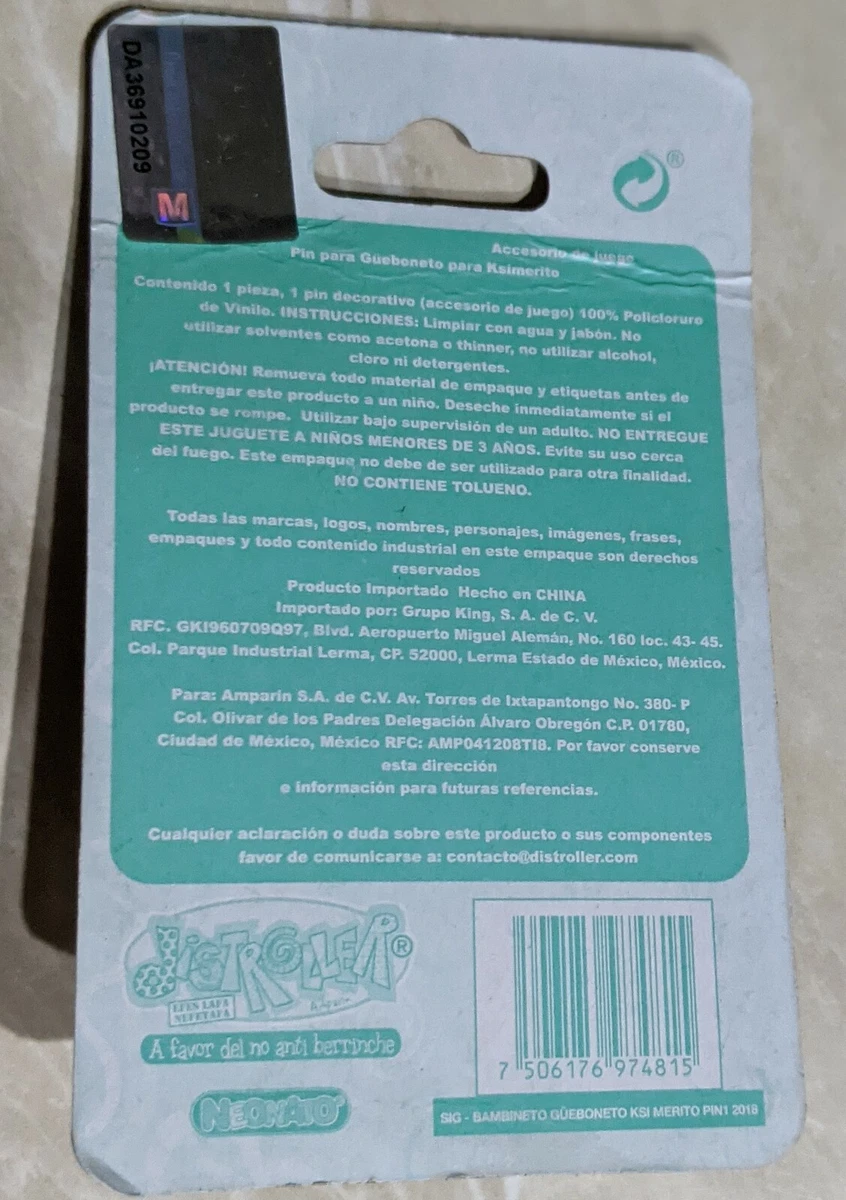 DA36910209
M
®
Accesorio de juego
Pin para Güeboneto para Ksimerito
Contenido 1 pieza, 1 pin decorativo (accesorio de juego) 100% Policloruro
de Vinilo. INSTRUCCIONES: Limpiar con agua y jabón. No
utilizar solventes como acetona o thinner, no utilizar alcohol,
cloro ni detergentes.
¡ATENCIÓN! Remueva todo material de empaque y etiquetas antes de
entregar este producto a un niño. Deseche inmediatamente si el
producto se rompe. Utilizar bajo supervisión de un adulto. NO ENTREGUE
ESTE JUGUETE A NIÑOS MENORES DE 3 AÑOS. Evite su uso cerca
del fuego. Este empaque no debe de ser utilizado para otra finalidad.
NO CONTIENE TOLUENO.
Todas las marcas, logos, nombres, personajes, imágenes, frases,
empaques y todo contenido industrial en este empaque son derechos
reservados
Producto Importado Hecho en CHINA
Importado por: Grupo King, S. A. de C. V.
RFC. GKI960709Q97, Blvd. Aeropuerto Miguel Alemán, No. 160 loc. 43- 45.
Col. Parque Industrial Lerma, CP. 52000, Lerma Estado de México, México.
Para: Amparin S.A. de C.V. Av. Torres de Ixtapantongo No. 380- P
Col. Olivar de los Padres Delegación Álvaro Obregón C.P. 01780,
Ciudad de México, México RFC: AMP041208TI8. Por favor conserve
esta dirección
e información para futuras referencias.
Cualquier aclaración o duda sobre este producto o sus componentes
favor de comunicarse a: contacto@distroller.com
DISTROLLER®
EFEN LAFA
NEFETAFA
A favor del no anti berrinche
NEONATO
7 506176 974815
SIG - BAMBINETO GÜEBONETO KSI MERITO PIN1 2018